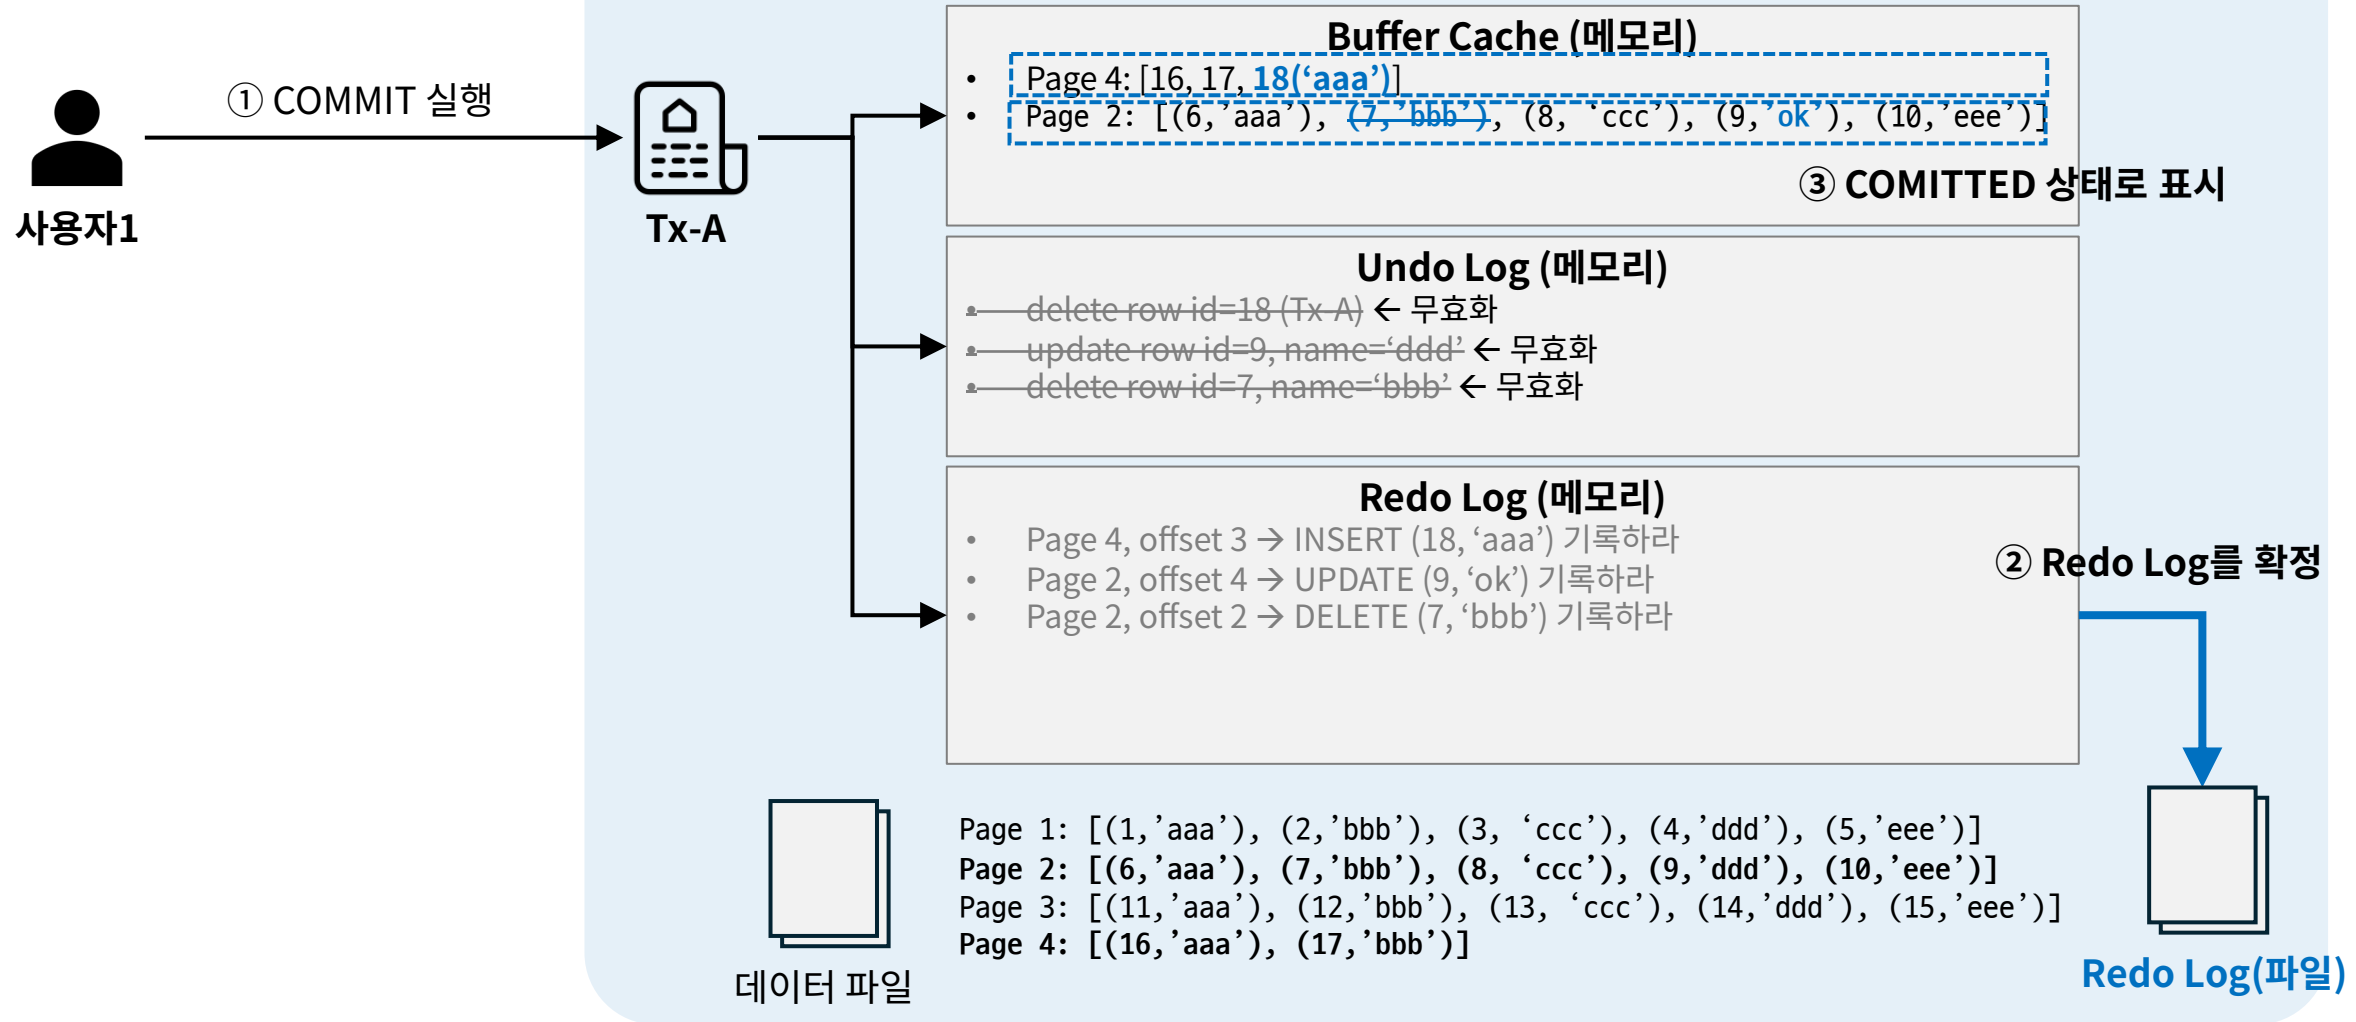 ① COMMIT 실행
사용자1
Tx-A
Buffer Cache (메모리)
• Page 4: [16, 17, 18(‘aaa’)]
• Page 2: [(6,’aaa’), (7,’bbb’), (8, ‘ccc’), (9,’ok’), (10,’eee’)]
③ COMITTED 상태로 표시
Undo Log (메모리)
• delete row id=18 (Tx-A) ← 무효화
• update row id=9, name=‘ddd’ ← 무효화
• delete row id=7, name=‘bbb’ ← 무효화
Redo Log (메모리)
• Page 4, offset 3 → INSERT (18, ‘aaa’) 기록하라
• Page 2, offset 4 → UPDATE (9, ‘ok’) 기록하라
• Page 2, offset 2 → DELETE (7, ‘bbb’) 기록하라
② Redo Log를 확정
Page 1: [(1,’aaa’), (2,’bbb’), (3, ‘ccc’), (4,’ddd’), (5,’eee’)]
Page 2: [(6,’aaa’), (7,’bbb’), (8, ‘ccc’), (9,’ddd’), (10,’eee’)]
Page 3: [(11,’aaa’), (12,’bbb’), (13, ‘ccc’), (14,’ddd’), (15,’eee’)]
Page 4: [(16,’aaa’), (17,’bbb’)]
데이터 파일
Redo Log(파일)